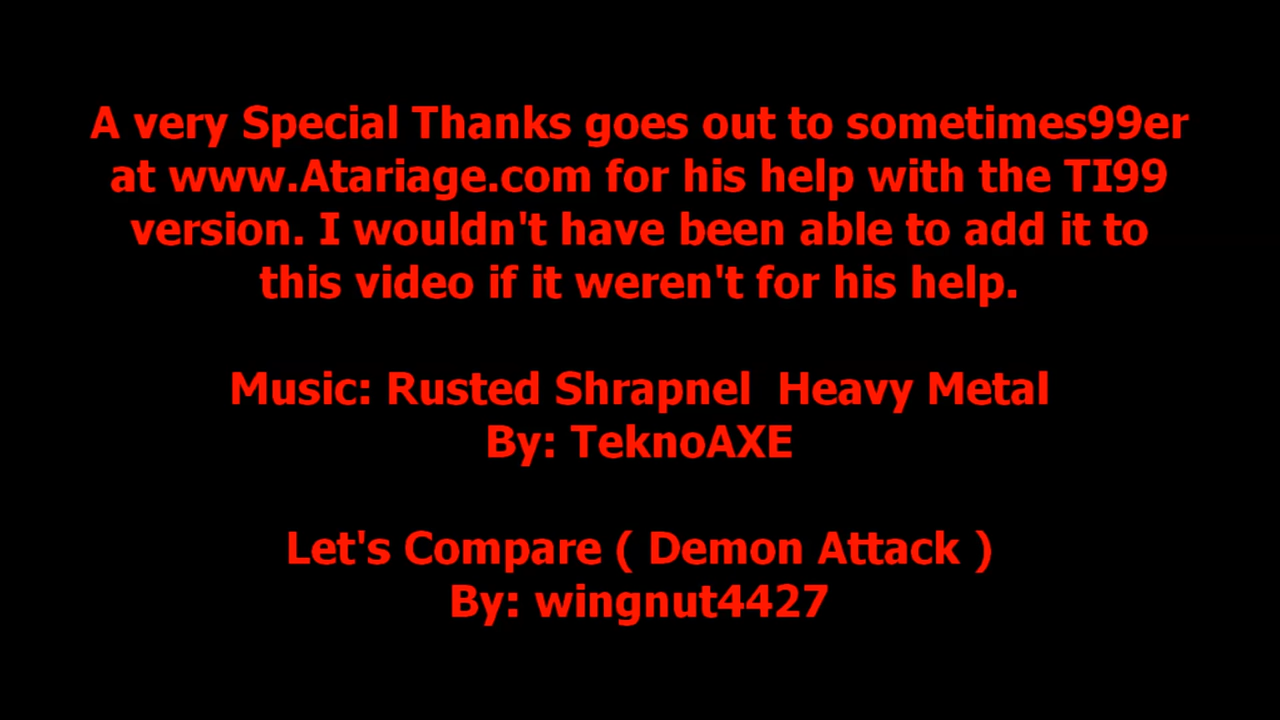 A very Special Thanks goes out to sometimes99er
at www.Atariage.com for his help with the TI99
version. I wouldn't have been able to add it to
this video if it weren't for his help.
Music: Rusted Shrapnel  Heavy Metal
By: TeknoAXE
Let's Compare ( Demon Attack )
By: wingnut4427